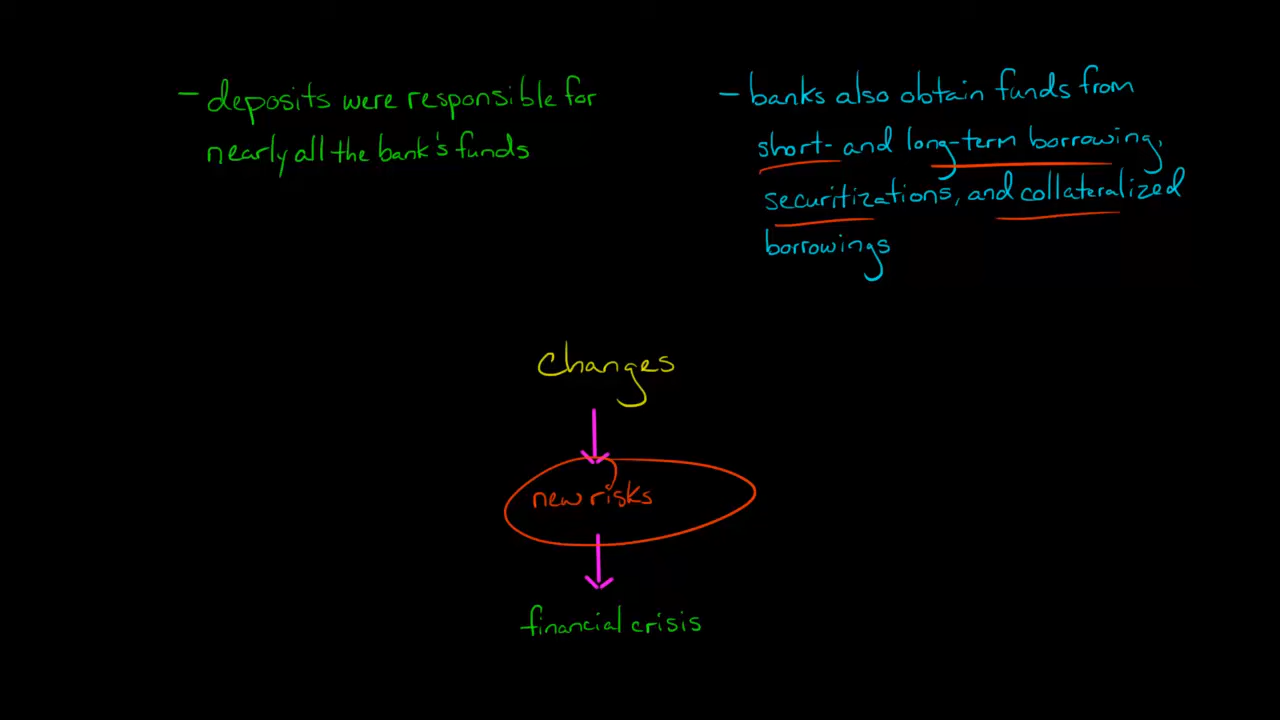 - deposits were responsible for
nearly all the bank's funds
- banks also obtain funds from
short- and long-term borrowing,
securitizations, and collateralized
borrowings
changes
new risks
financial crisis